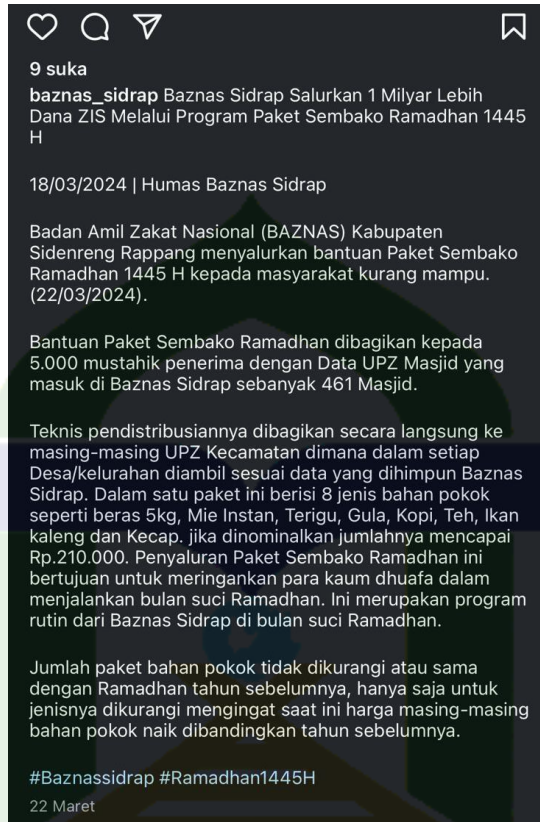 9 suka
baznas_sidrap Baznas Sidrap Salurkan 1 Milyar Lebih
Dana ZIS Melalui Program Paket Sembako Ramadhan 1445
H
18/03/2024 | Humas Baznas Sidrap
Badan Amil Zakat Nasional (BAZNAS) Kabupaten
Sidenreng Rappang menyalurkan bantuan Paket Sembako
Ramadhan 1445 H kepada masyarakat kurang mampu.
(22/03/2024).
Bantuan Paket Sembako Ramadhan dibagikan kepada
5.000 mustahik penerima dengan Data UPZ Masjid yang
masuk di Baznas Sidrap sebanyak 461 Masjid.
Teknis pendistribusiannya dibagikan secara langsung ke
masing-masing UPZ Kecamatan dimana dalam setiap
Desa/kelurahan diambil sesuai data yang dihimpun Baznas
Sidrap. Dalam satu paket ini berisi 8 jenis bahan pokok
seperti beras 5kg, Mie Instan, Terigu, Gula, Kopi, Teh, Ikan
kaleng dan Kecap. jika dinominalkan jumlahnya mencapai
Rp.210.000. Penyaluran Paket Sembako Ramadhan ini
bertujuan untuk meringankan para kaum dhuafa dalam
menjalankan bulan suci Ramadhan. Ini merupakan program
rutin dari Baznas Sidrap di bulan suci Ramadhan.
Jumlah paket bahan pokok tidak dikurangi atau sama
dengan Ramadhan tahun sebelumnya, hanya saja untuk
jenisnya dikurangi mengingat saat ini harga masing-masing
bahan pokok naik dibandingkan tahun sebelumnya.
#Baznassidrap #Ramadhan1445H
22 Maret